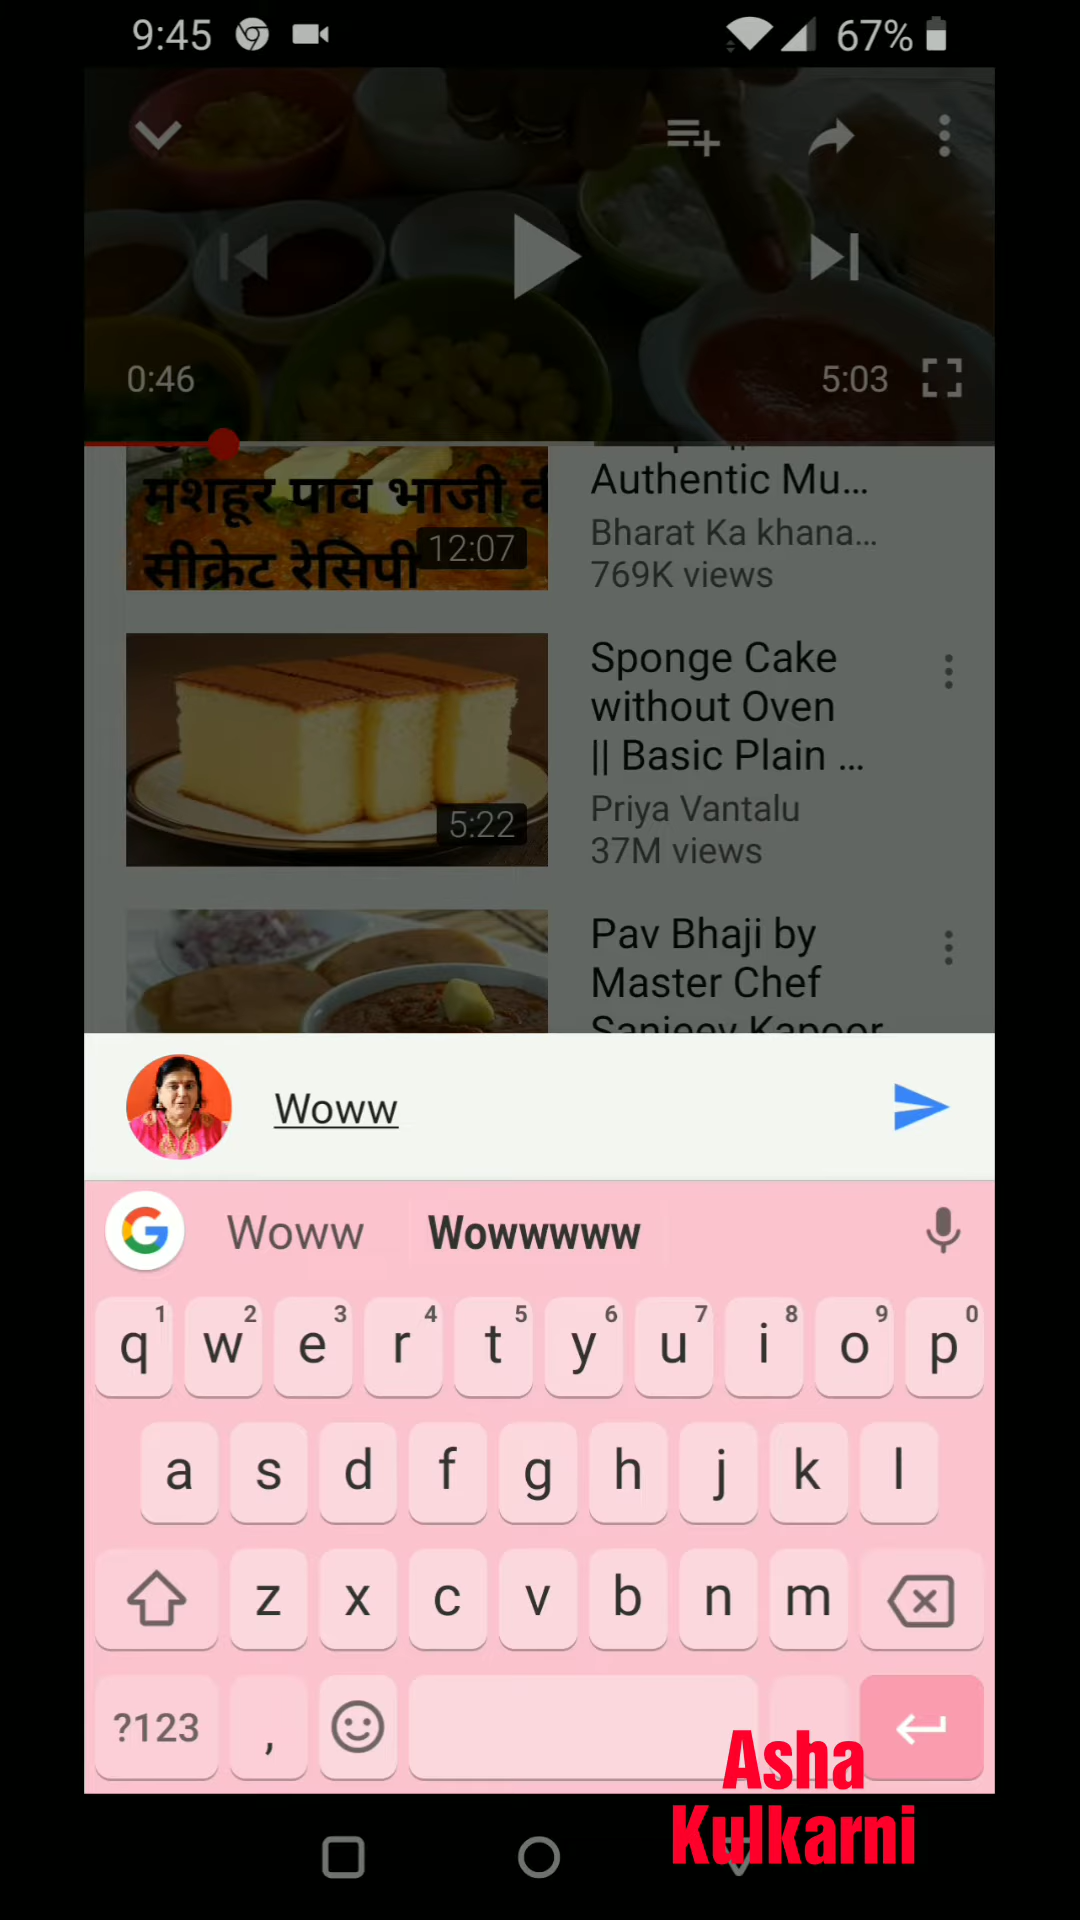 9:45
67%
0:46
5:03
Authentic Mu...
मशहूर पाव भाजी
सीक्रेट रेसिपी
12:07
Bharat Ka khana...
769K views
Sponge Cake
without Oven
|| Basic Plain ...
5:22
Priya Vantalu
37M views
Pav Bhaji by
Master Chef
Sanjeev Kapoor
Woww
G Woww Wowwwww
1 2 3 4 5 6 7 8 9 0
q w e r t y u i o p
a s d f g h j k l
z x c v b n m
?123 ,
Asha
Kulkarni